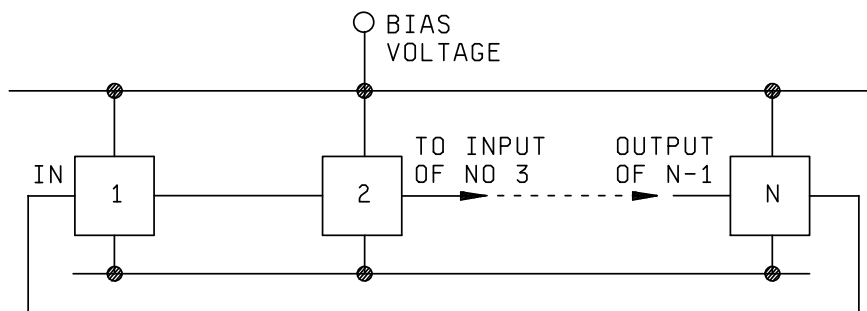 BIAS
VOLTAGE
TO INPUT
OF NO 3
OUTPUT
OF N-1
IN
1
2
N